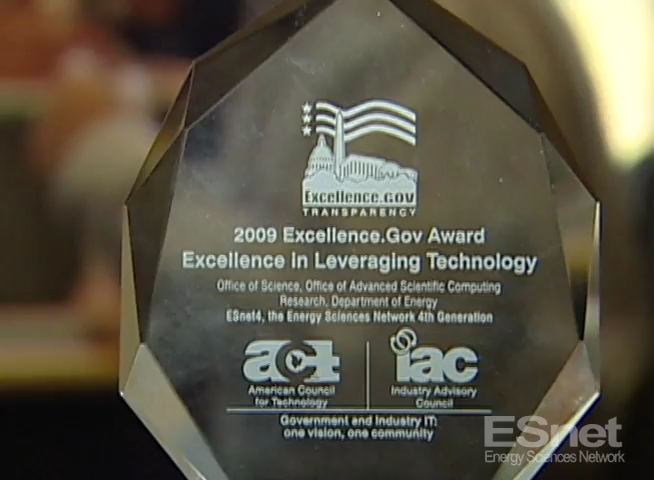 Excellence.Gov
TRANSPARENCY
2009 Excellence.Gov Award
Excellence in Leveraging Technology
Office of Science, Office of Advanced Scientific Computing
Research, Department of Energy
ESnet4, the Energy Sciences Network 4th Generation
act
American Council
for Technology
iac
Industry Advisory
Council
Government and Industry IT:
one vision, one community
ESnet
Energy Sciences Network